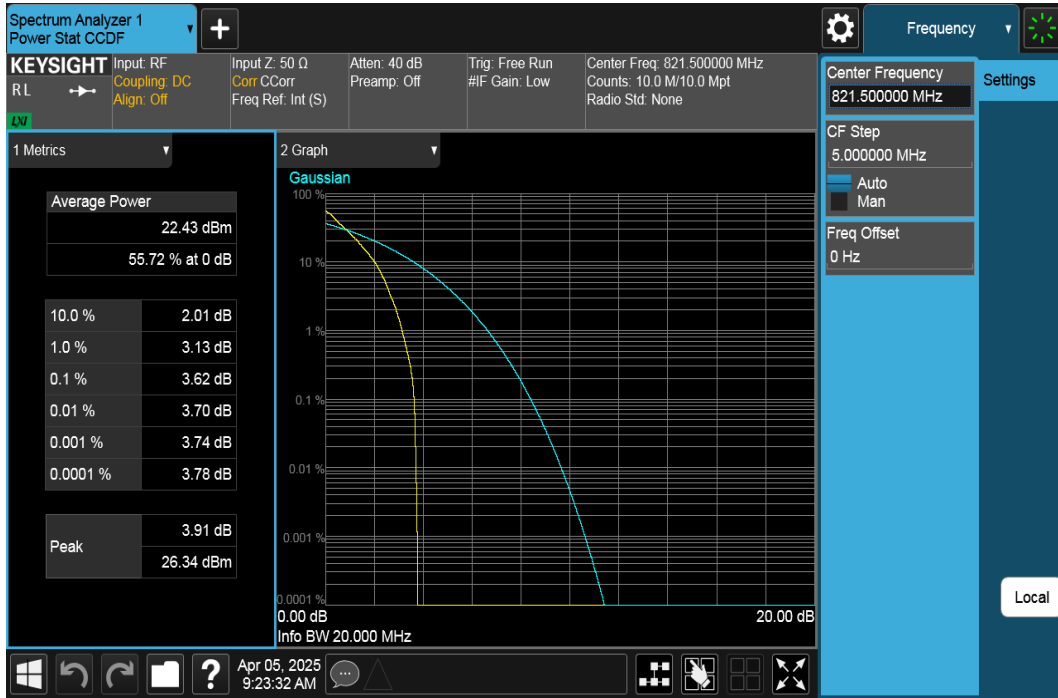 Spectrum Analyzer 1
Power Stat CCDF
▼
+
Frequency
▼
KEYSIGHT
RL
LXI
Input: RF
Coupling: DC
Align: Off
Input Z: 50 Ω
Corr CCorr
Freq Ref: Int (S)
Atten: 40 dB
Preamp: Off
Trig: Free Run
#IF Gain: Low
Center Freq: 821.500000 MHz
Counts: 10.0 M/10.0 Mpt
Radio Std: None
Center Frequency
821.500000 MHz
Settings
CF Step
5.000000 MHz
Auto
Man
Freq Offset
0 Hz
1 Metrics
▼
Average Power
22.43 dBm
55.72 % at 0 dB
10.0 % 2.01 dB
1.0 % 3.13 dB
0.1 % 3.62 dB
0.01 % 3.70 dB
0.001 % 3.74 dB
0.0001 % 3.78 dB
Peak
3.91 dB
26.34 dBm
2 Graph
▼
Gaussian
100 %
10 %
1 %
0.1 %
0.01 %
0.001 %
0.0001 %
0.00 dB 20.00 dB
Info BW 20.000 MHz
Local
?
Apr 05, 2025
9:23:32 AM